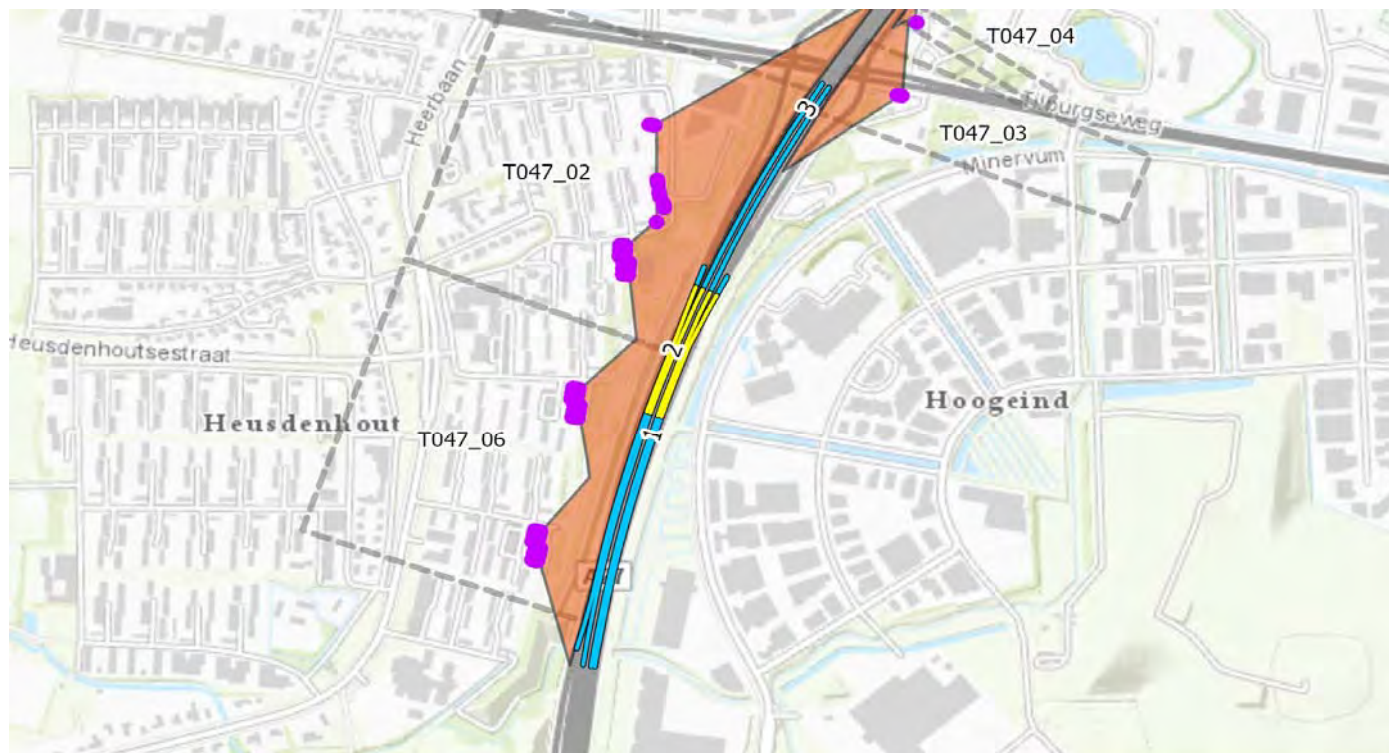 T047_04
Heerbaan
Tilburgseweg
3
T047_03
Minervum
T047_02
2
Heusdenhoutsestraat
Hoogeind
Heusdenhout
T047_06
1